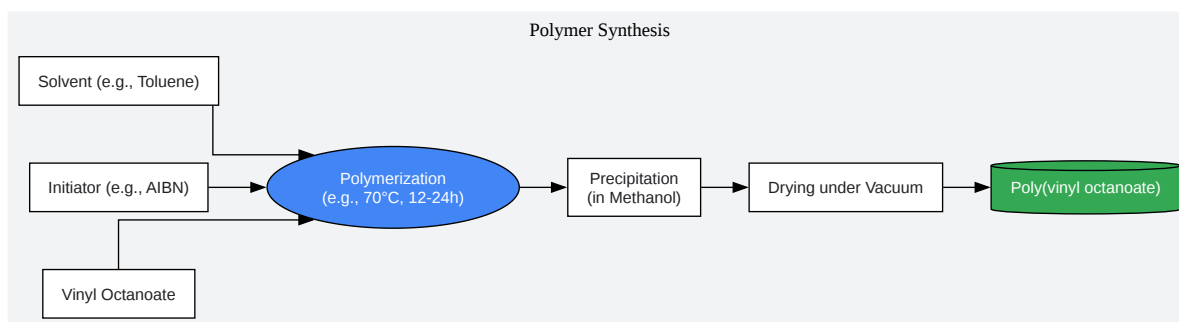 Polymer Synthesis
Solvent (e.g., Toluene)
Initiator (e.g., AIBN)
Vinyl Octanoate
Polymerization
(e.g., 70°C, 12-24h)
Precipitation
(in Methanol)
Drying under Vacuum
Poly(vinyl octanoate)